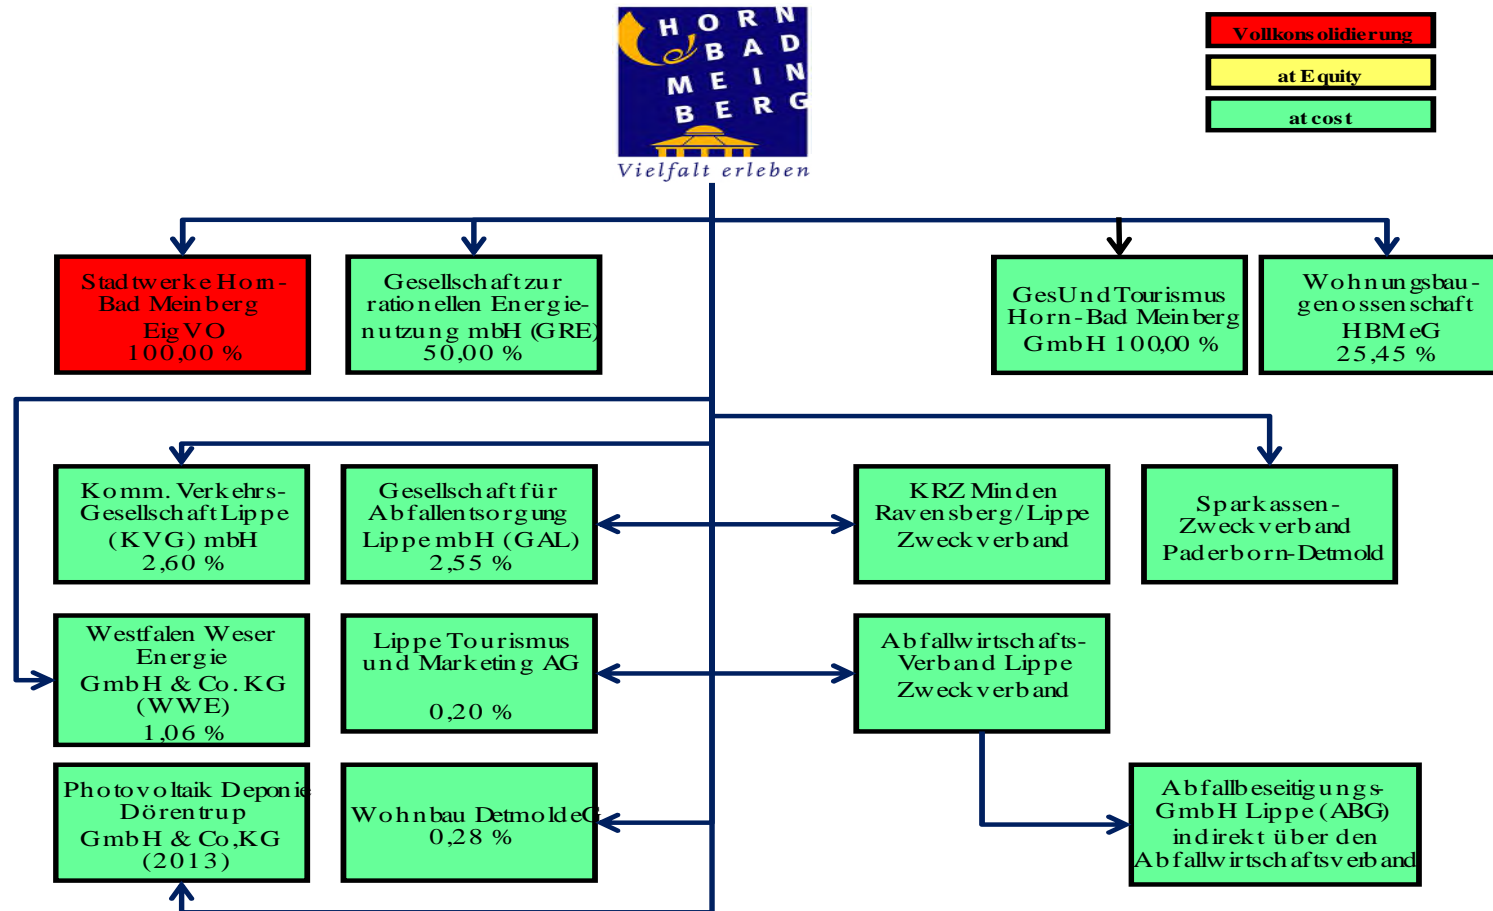 HORN
BAD
MEIN
BERG
Vielfalt erleben
Vollkonsolidierung
at Equity
at cost
Stadtwerke Horn-
Bad Meinberg
EigVO
100,00 %
Gesellschaft zur
rationellen Energie-
nutzung mbH (GRE)
50,00 %
GesUndTourismus
Horn-Bad Meinberg
GmbH 100,00 %
Wohnungsbau-
genossenschaft
HBM eG
25,45 %
Komm. Verkehrs-
Gesellschaft Lippe
(KVG) mbH
2,60 %
Gesellschaft für
Abfallentsorgung
Lippe mbH (GAL)
2,55 %
KRZ Minden
Ravensberg/Lippe
Zweckverband
Sparkassen-
Zweckverband
Paderborn-Detmold
Westfalen Weser
Energie
GmbH & Co. KG
(WWE)
1,06 %
Lippe Tourismus
und Marketing AG
0,20 %
Abfallwirtschafts-
Verband Lippe
Zweckverband
Photovoltaik Deponie
Dörentrup
GmbH & Co,KG
(2013)
Wohnbau Detmold eG
0,28 %
Abfallbeseitigungs-
GmbH Lippe (ABG)
indirekt über den
Abfallwirtschaftsverband